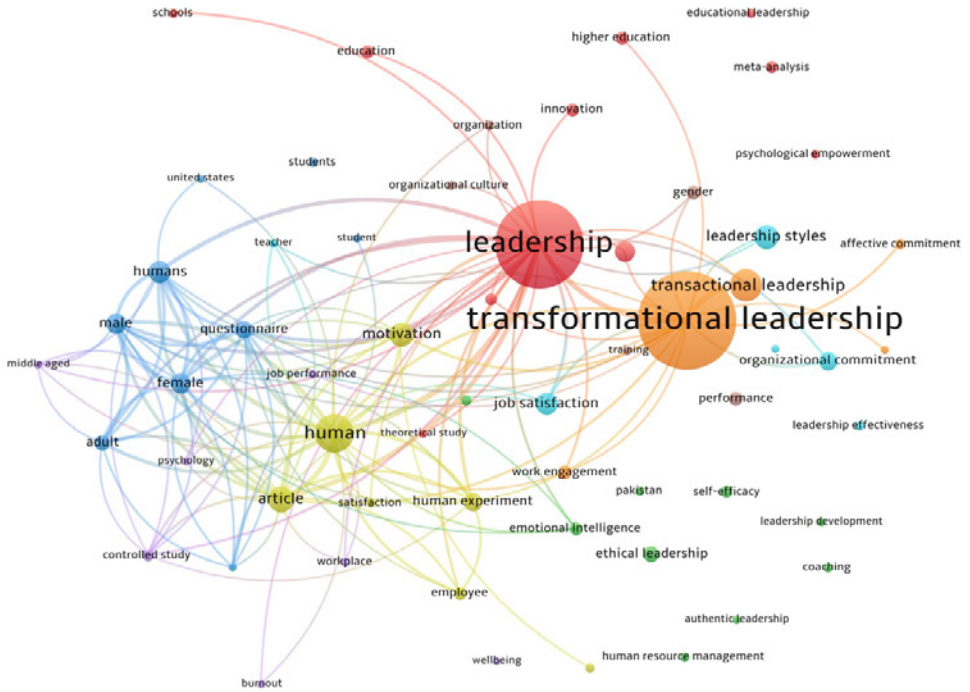 schools
educational leadership
higher education
education
meta-analysis
innovation
organization
psychological empowerment
students
united states
organizational culture
gender
teacher
student
leadership
leadership styles
affective commitment
humans
transactional leadership
male
questionnaire
motivation
transformational leadership
training
middle aged
job performance
organizational commitment
female
job satisfaction
performance
leadership effectiveness
human
theoretical study
adult
psychology
work engagement
article
satisfaction
human experiment
pakistan
self-efficacy
emotional intelligence
leadership development
controlled study
workplace
ethical leadership
coaching
employee
authentic leadership
wellbeing
human resource management
burnout